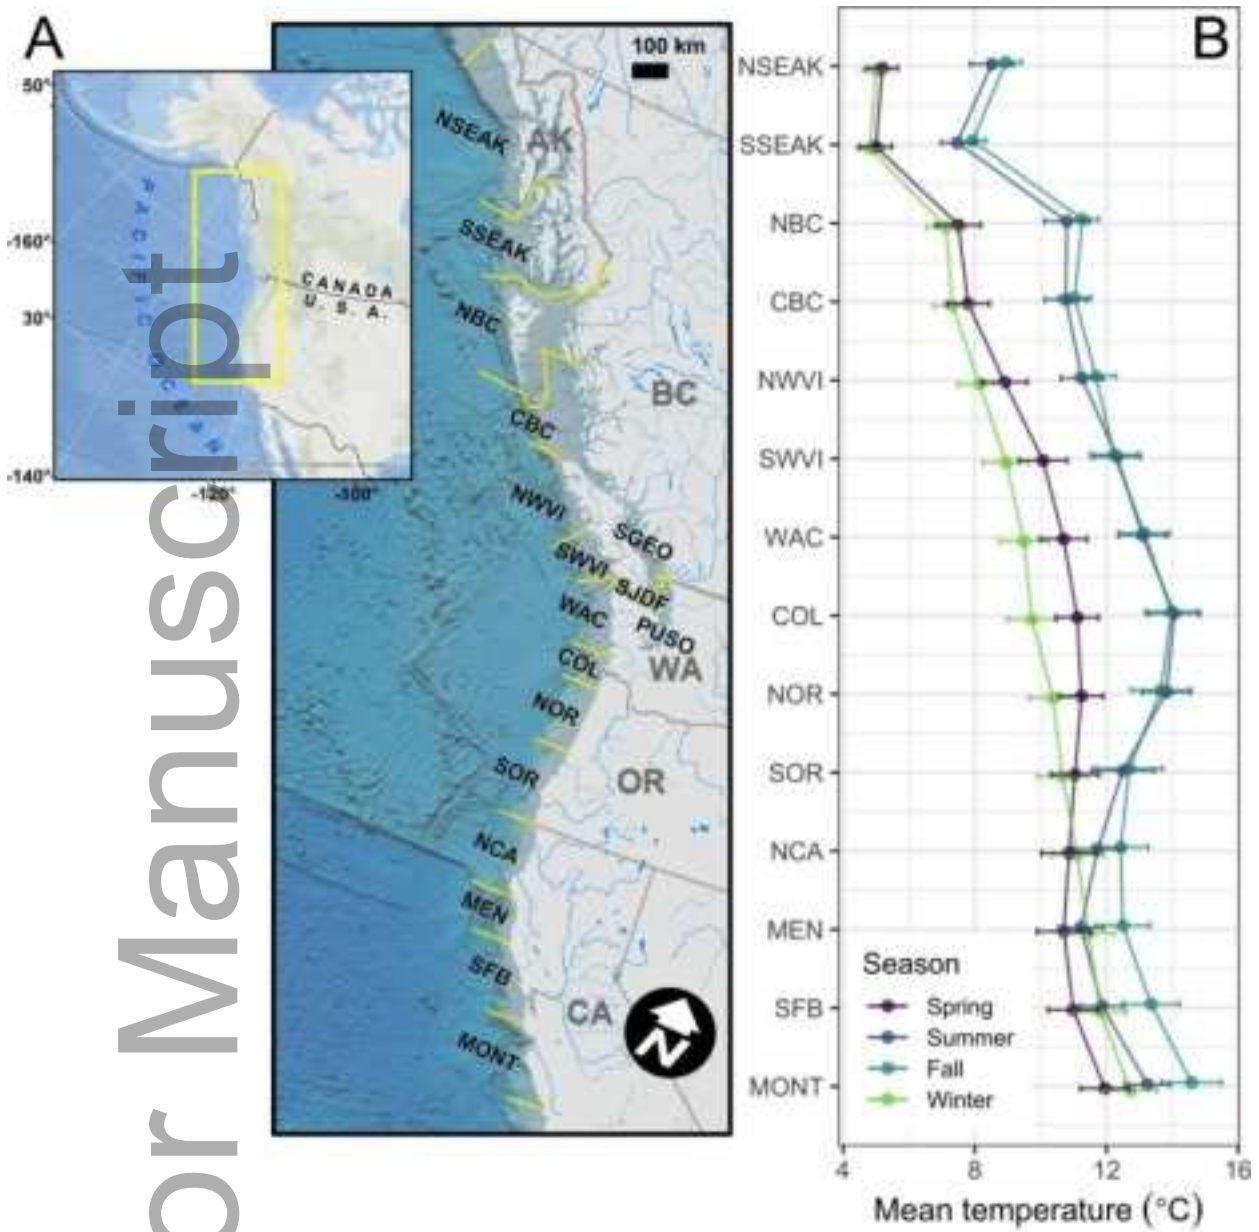 A
50°
-160°
30°
-140°
-120°
-100°
PACIFIC OCEAN
CANADA
U. S. A.
100 km
NSEAK
AK
SSEAK
NBC
BC
CBC
NWVI
SGEO
SWVI
SJDF
WAC
PUSO
WA
COL
NOR
SOR
OR
NCA
MEN
SFB
CA
MONT
N
B
NSEAK
SSEAK
NBC
CBC
NWVI
SWVI
WAC
COL
NOR
SOR
NCA
MEN
SFB
MONT
Season
Spring
Summer
Fall
Winter
4 8 12 16
Mean temperature (°C)
or Manuscript